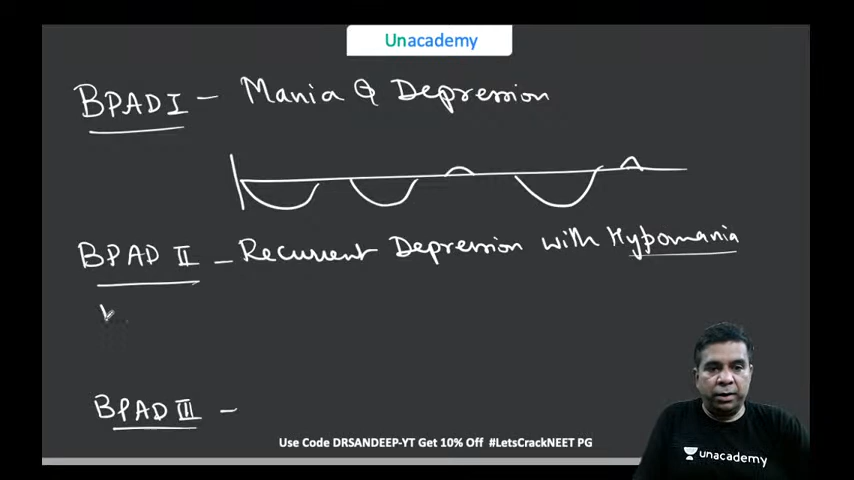 Unacademy
BPAD I - Mania & Depression
BPAD II - Recurrent Depression with Hypomania
BPAD III -
Use Code DRSANDEEP-YT Get 10% Off #LetsCrackNEET PG
unacademy